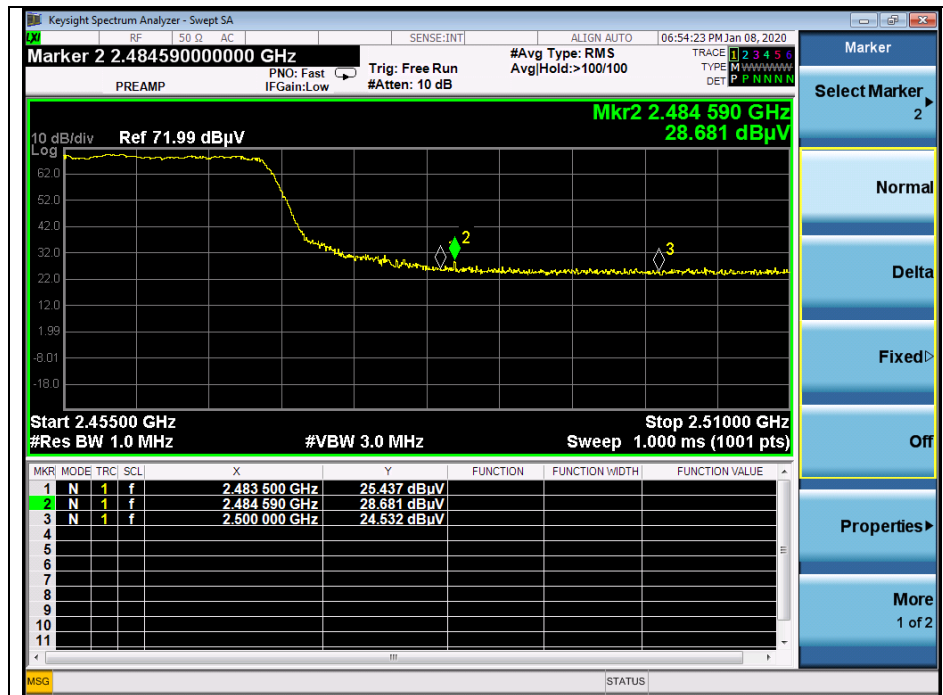 Keysight Spectrum Analyzer - Swept SA
LXI RF 50 Ω AC SENSE:INT ALIGN AUTO 06:54:23 PM Jan 08, 2020
Marker 2 2.484590000000 GHz
PREAMP
PNO: Fast
IFGain:Low
Trig: Free Run
#Atten: 10 dB
#Avg Type: RMS
Avg|Hold:>100/100
TRACE 1 2 3 4 5 6
TYPE M W W W W W
DET P P N N N N
Mkr2 2.484 590 GHz
28.681 dBµV
10 dB/div Ref 71.99 dBµV
Log
62.0
52.0
42.0
32.0
22.0
12.0
1.99
-8.01
-18.0
2
3
Start 2.45500 GHz Stop 2.51000 GHz
#Res BW 1.0 MHz #VBW 3.0 MHz Sweep 1.000 ms (1001 pts)
MKR MODE TRC SCL X Y FUNCTION FUNCTION WIDTH FUNCTION VALUE
1 N 1 f 2.483 500 GHz 25.437 dBµV
2 N 1 f 2.484 590 GHz 28.681 dBµV
3 N 1 f 2.500 000 GHz 24.532 dBµV
4
5
6
7
8
9
10
11
MSG STATUS
Marker
Select Marker
2
Normal
Delta
Fixed
Off
Properties
More
1 of 2